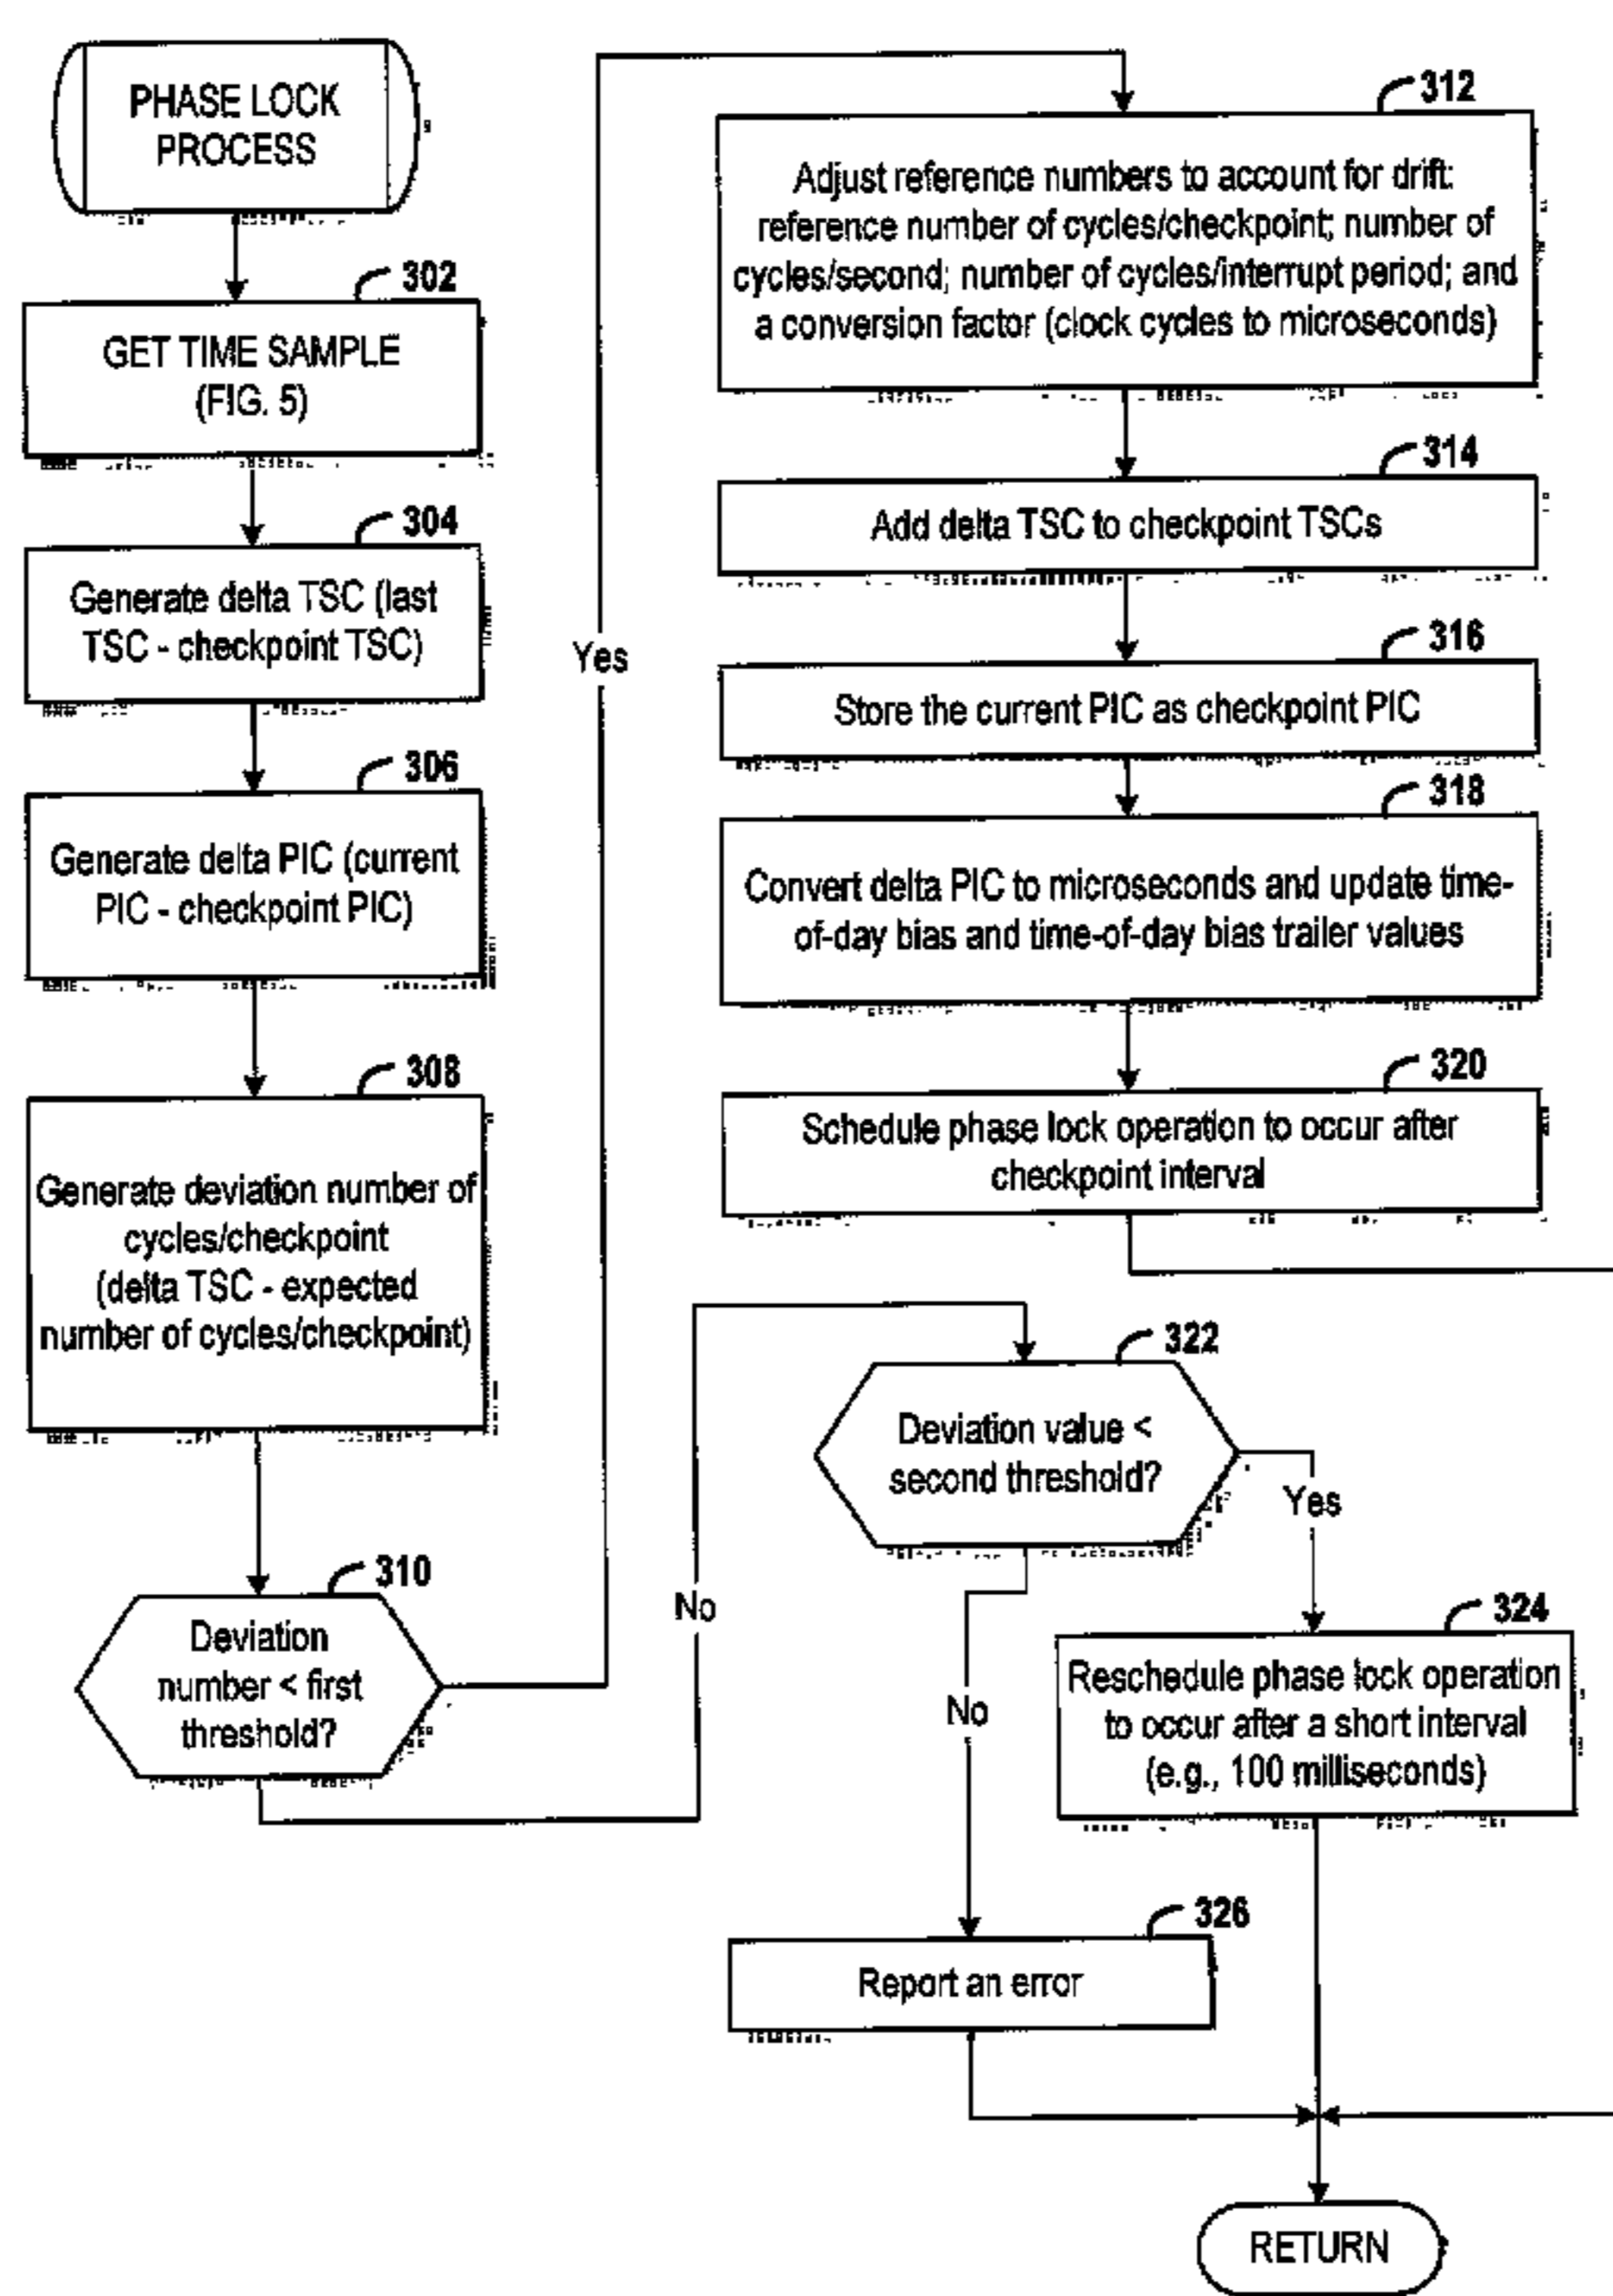 PHASE LOCK
PROCESS
302
GET TIME SAMPLE
(FIG. 5)
304
Generate delta TSC (last
TSC - checkpoint TSC)
306
Generate delta PIC (current
PIC - checkpoint PIC)
308
Generate deviation number of
cycles/checkpoint
(delta TSC - expected
number of cycles/checkpoint)
310
Deviation
number < first
threshold?
Yes
No
312
Adjust reference numbers to account for drift:
reference number of cycles/checkpoint; number of
cycles/second; number of cycles/interrupt period; and
a conversion factor (clock cycles to microseconds)
314
Add delta TSC to checkpoint TSCs
316
Store the current PIC as checkpoint PIC
318
Convert delta PIC to microseconds and update time-
of-day bias and time-of-day bias trailer values
320
Schedule phase lock operation to occur after
checkpoint interval
322
Deviation value <
second threshold?
Yes
No
324
Reschedule phase lock operation
to occur after a short interval
(e.g., 100 milliseconds)
326
Report an error
RETURN